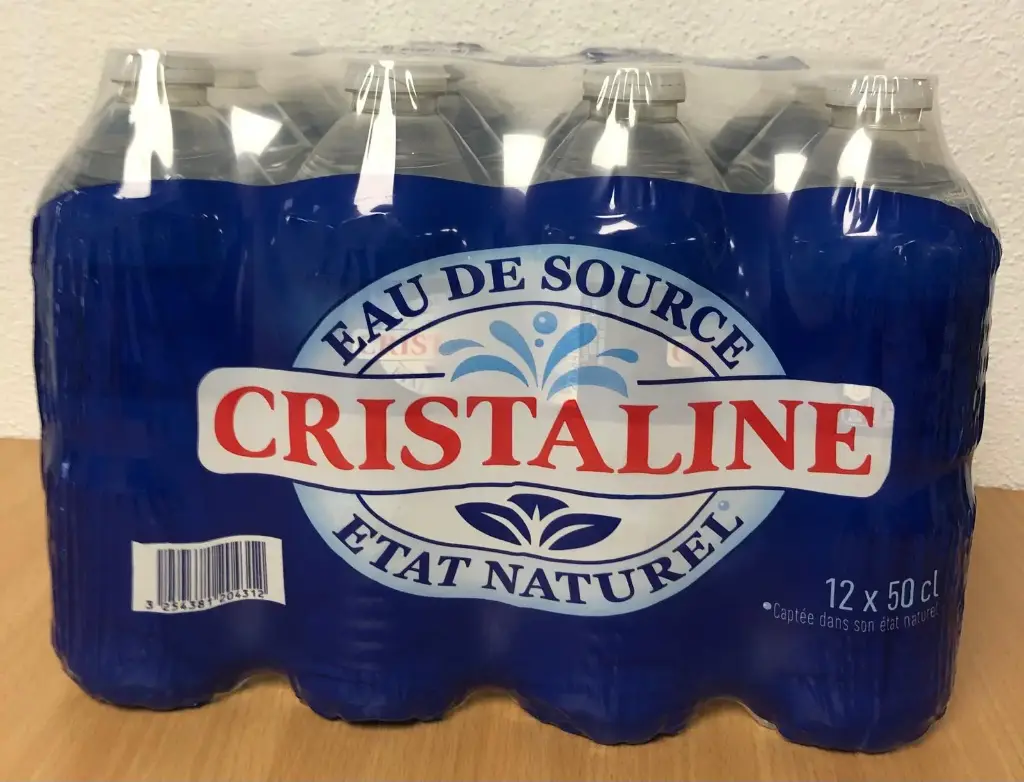 EAU DE SOURCE
CRISTALINE
ETAT NATUREL
3 254381 204312
12 x 50 cl
Captée dans son état naturel